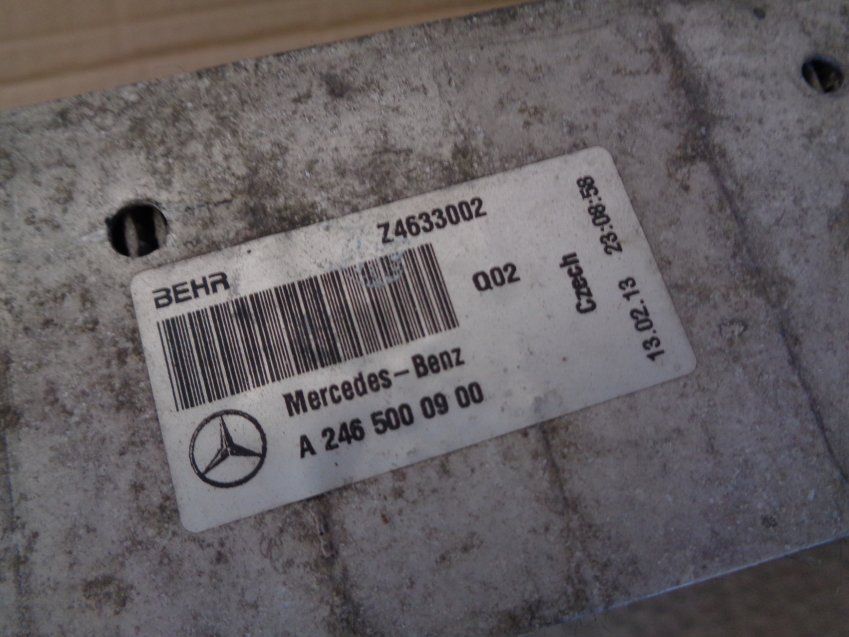 Z4633002
BEHR
Q02
Mercedes-Benz
A 246 500 09 00
Czech
13.02.13 23:08:58